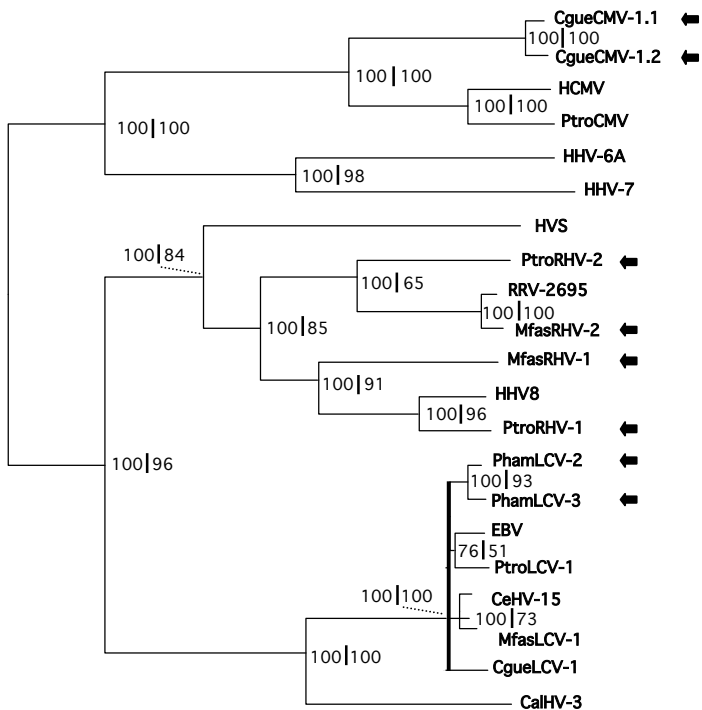 CgueCMV-1.1
100|100
CgueCMV-1.2
100|100
HCMV
100|100
PtroCMV
100|100
HHV-6A
100|98
HHV-7
HVS
100|84
PtroRHV-2
100|65
RRV-2695
100|100
MfasRHV-2
100|85
MfasRHV-1
100|91
HHV8
100|96
PtroRHV-1
100|96
PhamLCV-2
100|93
PhamLCV-3
EBV
76|51
PtroLCV-1
100|100
CeHV-15
100|73
MfasLCV-1
100|100
CgueLCV-1
CalHV-3